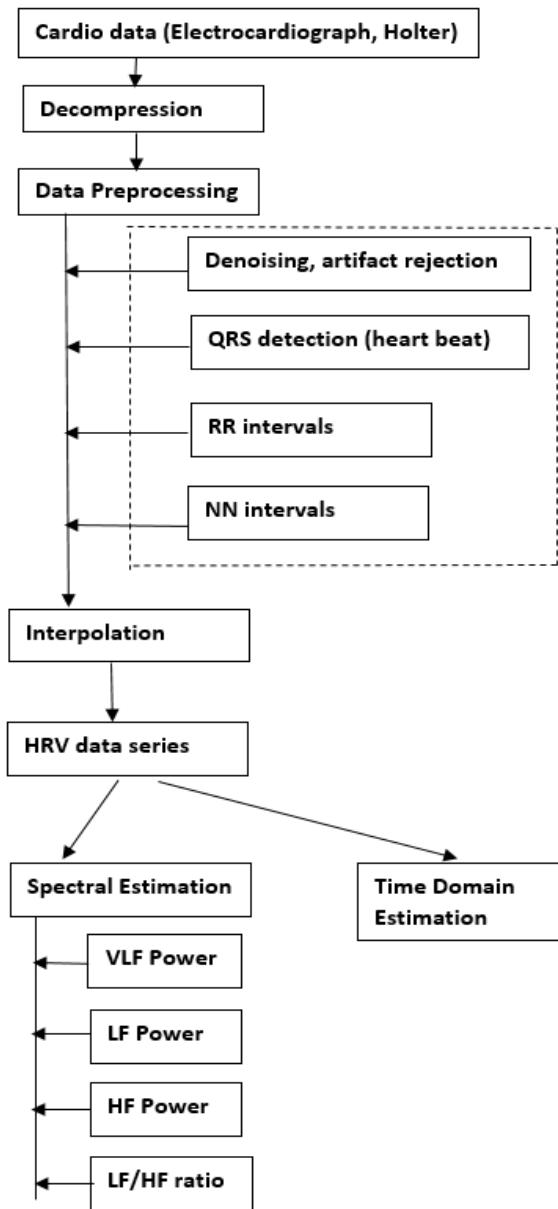 Cardio data (Electrocardiograph, Holter)
Decompression
Data Preprocessing
Denoising, artifact rejection
QRS detection (heart beat)
RR intervals
NN intervals
Interpolation
HRV data series
Spectral Estimation
Time Domain
Estimation
VLF Power
LF Power
HF Power
LF/HF ratio